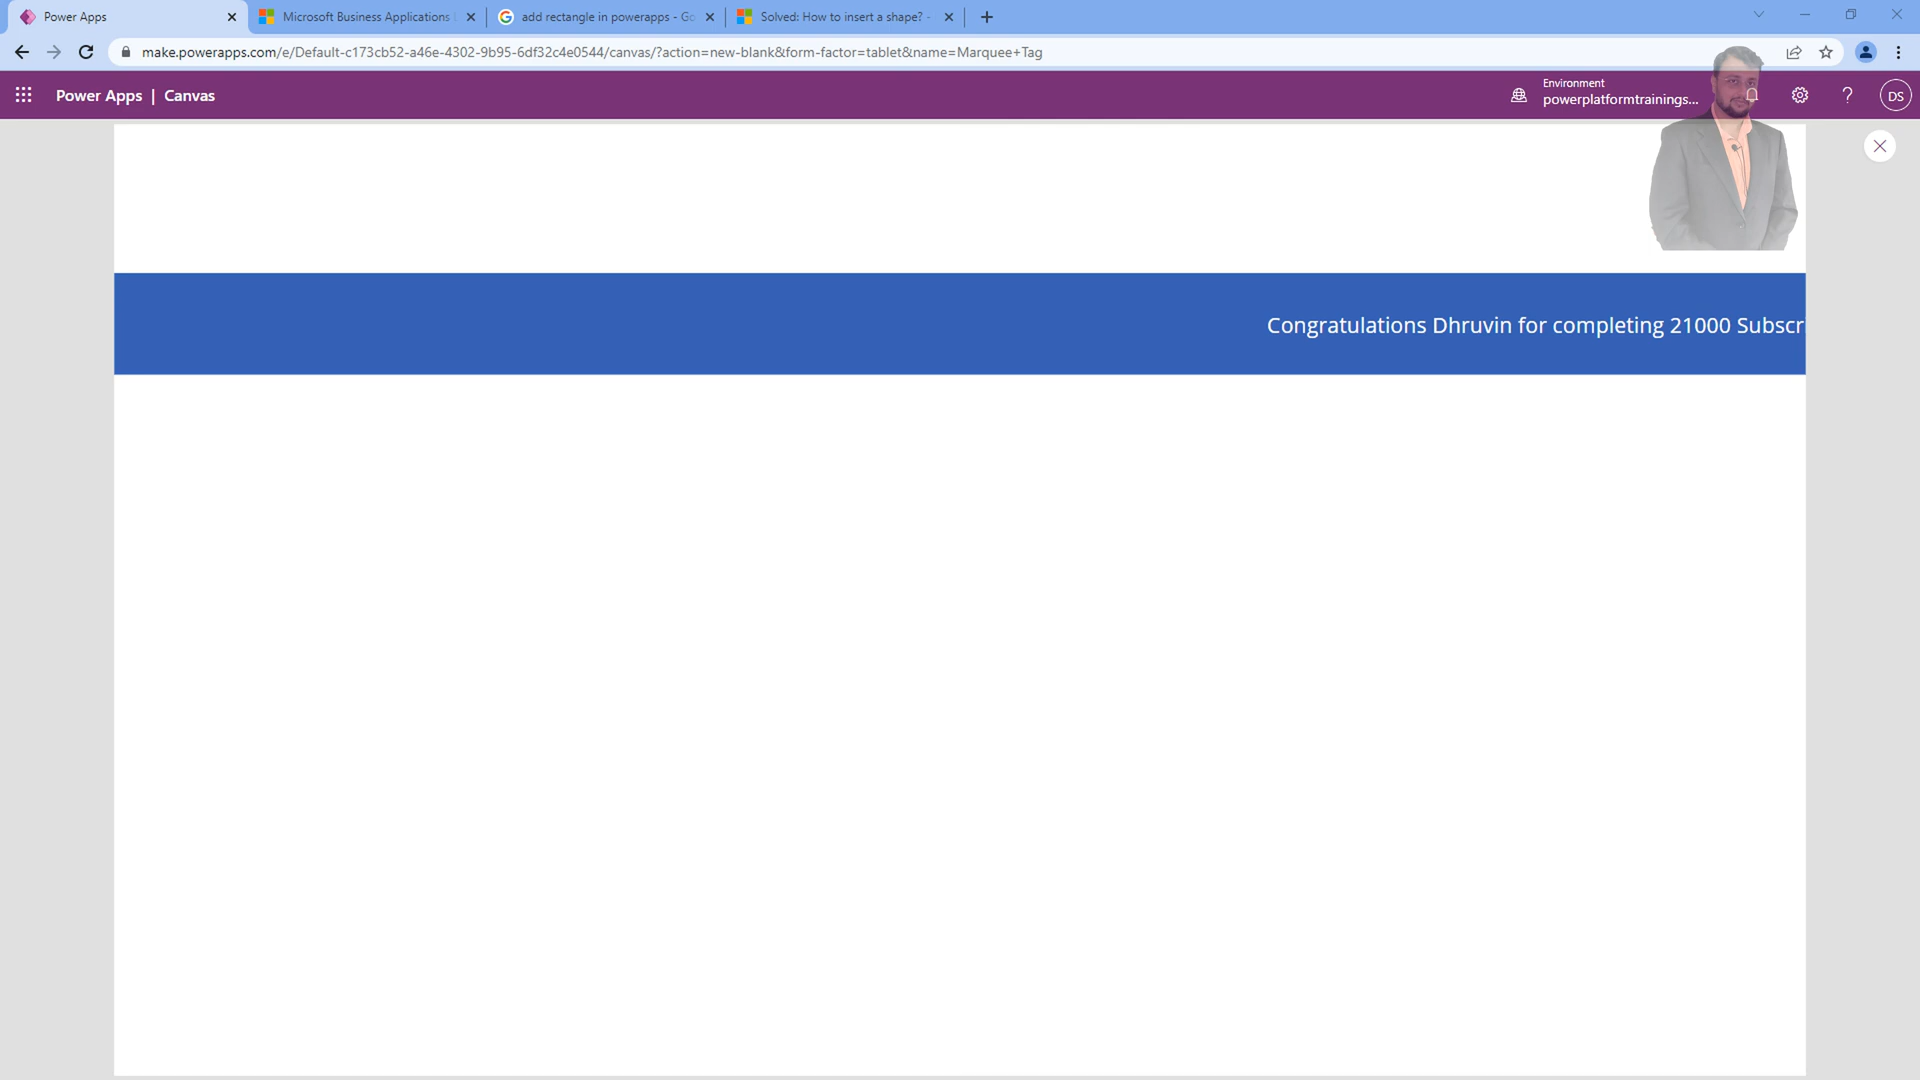 Power Apps
Microsoft Business Applications
add rectangle in powerapps - Go
Solved: How to insert a shape? -
make.powerapps.com/e/Default-c173cb52-a46e-4302-9b95-6df32c4e0544/canvas/?action=new-blank&form-factor=tablet&name=Marquee+Tag
Power Apps | Canvas
Environment
powerplatformtrainings...
?
DS
Congratulations Dhruvin for completing 21000 Subscr